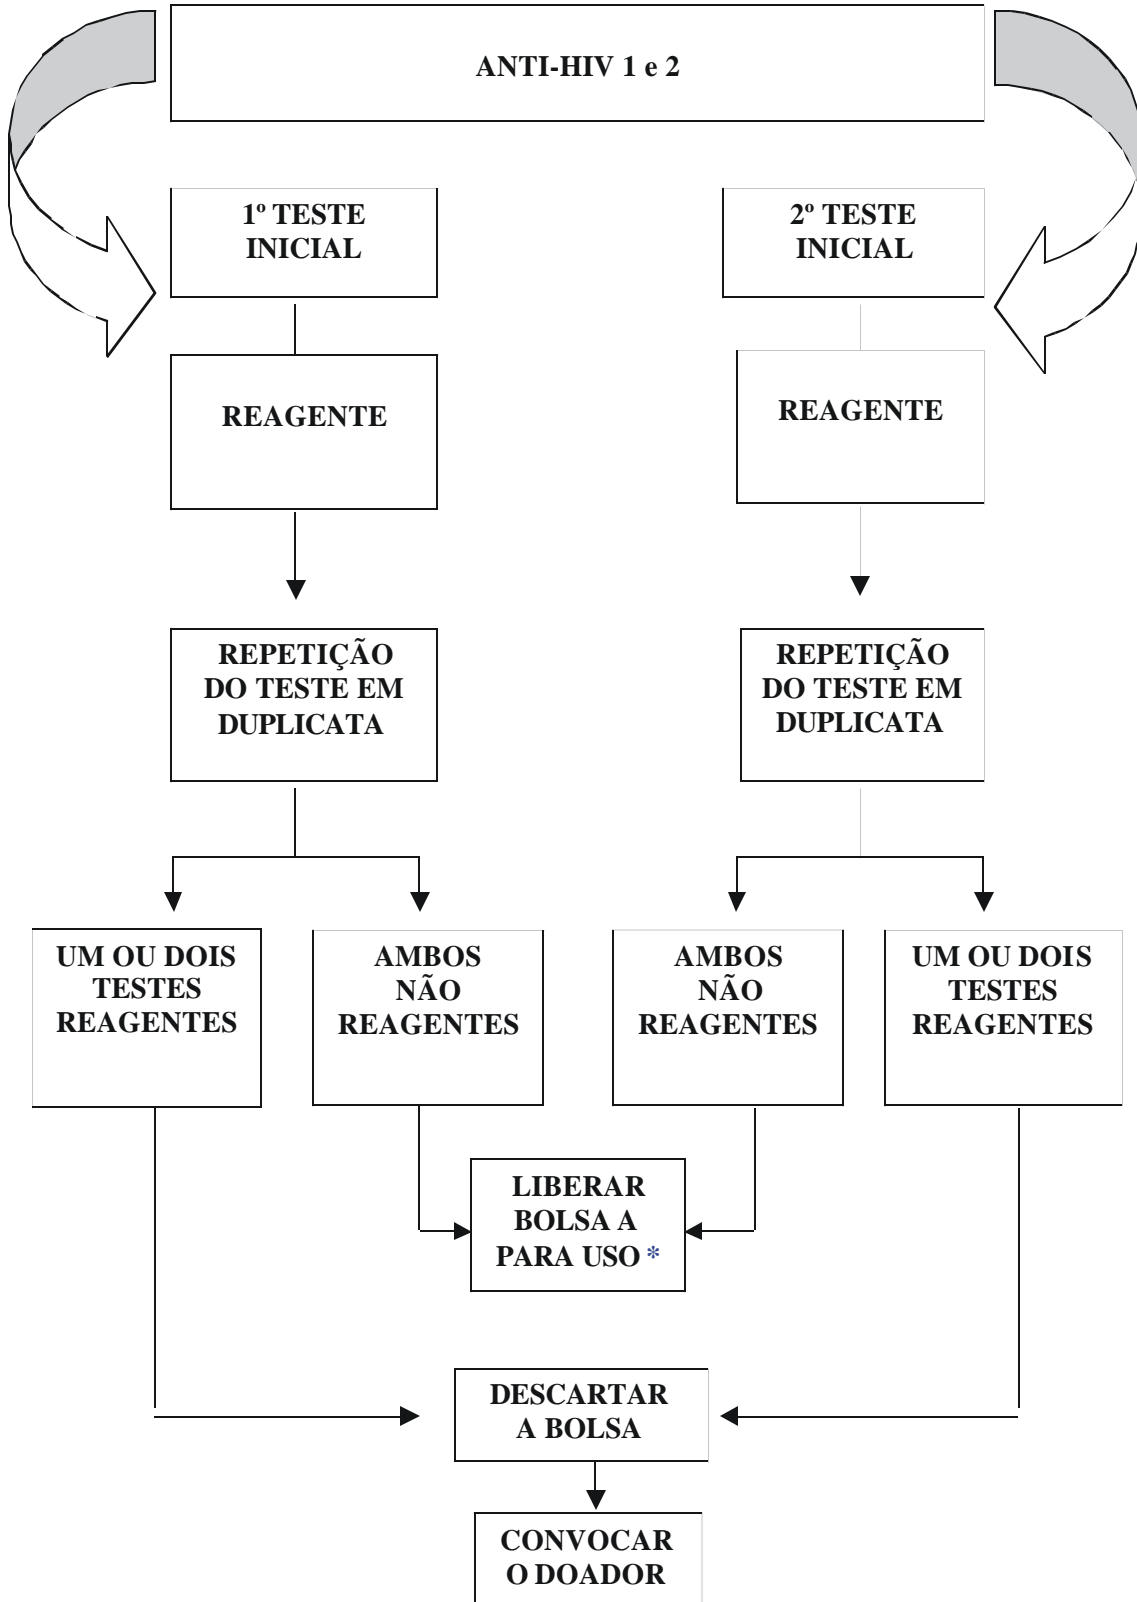 ANTI-HIV 1 e 2
1º TESTE
INICIAL
2º TESTE
INICIAL
REAGENTE
REAGENTE
REPETIÇÃO
DO TESTE EM
DUPLICATA
REPETIÇÃO
DO TESTE EM
DUPLICATA
UM OU DOIS
TESTES
REAGENTES
AMBOS
NÃO
REAGENTES
AMBOS
NÃO
REAGENTES
UM OU DOIS
TESTES
REAGENTES
LIBERAR
BOLSA A
PARA USO *
DESCARTAR
A BOLSA
CONVOCAR
O DOADOR